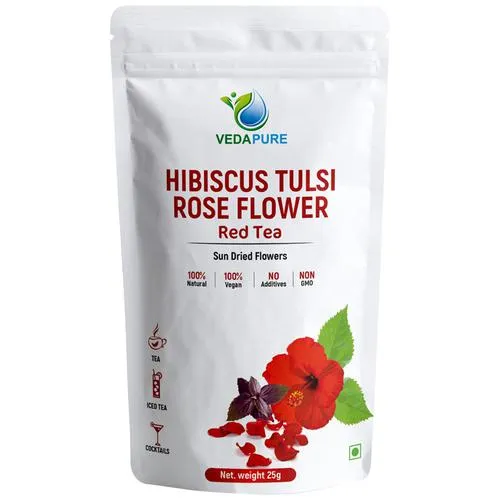 VEDAPURE
HIBISCUS TULSI
ROSE FLOWER
Red Tea
Sun Dried Flowers
100% Natural
100% Vegan
NO Additives
NON GMO
TEA
ICED TEA
COCKTAILS
Net. weight 25g